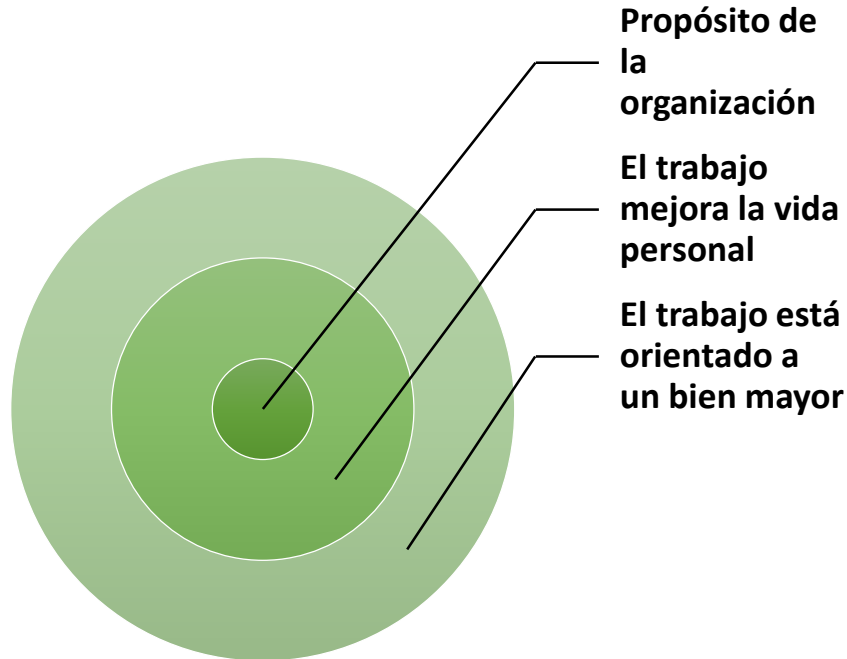 Propósito de
la
organización
El trabajo
mejora la vida
personal
El trabajo está
orientado a
un bien mayor